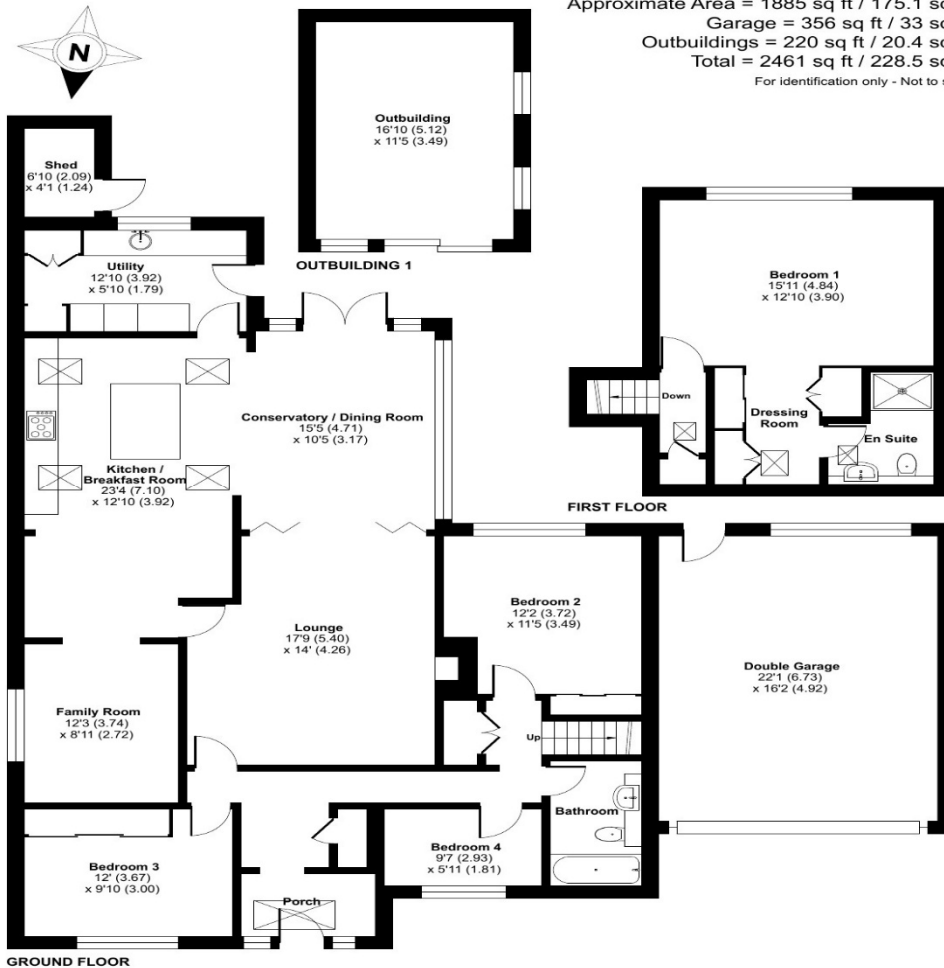 Approximate Area = 1885 sq ft / 175.1 sq
Garage = 356 sq ft / 33 sq
Outbuildings = 220 sq ft / 20.4 sq
Total = 2461 sq ft / 228.5 sq
For identification only - Not to s
N
Outbuilding
16'10 (5.12)
x 11'5 (3.49)
OUTBUILDING 1
Shed
6'10 (2.09)
x 4'1 (1.24)
Utility
12'10 (3.92)
x 5'10 (1.79)
Bedroom 1
15'11 (4.84)
x 12'10 (3.90)
Down
Dressing
Room
En Suite
FIRST FLOOR
Conservatory / Dining Room
15'5 (4.71)
x 10'5 (3.17)
Kitchen /
Breakfast Room
23'4 (7.10)
x 12'10 (3.92)
Bedroom 2
12'2 (3.72)
x 11'5 (3.49)
Lounge
17'9 (5.40)
x 14' (4.26)
Double Garage
22'1 (6.73)
x 16'2 (4.92)
Family Room
12'3 (3.74)
x 8'11 (2.72)
Up
Bathroom
Bedroom 4
9'7 (2.93)
x 5'11 (1.81)
Bedroom 3
12' (3.67)
x 9'10 (3.00)
Porch
GROUND FLOOR